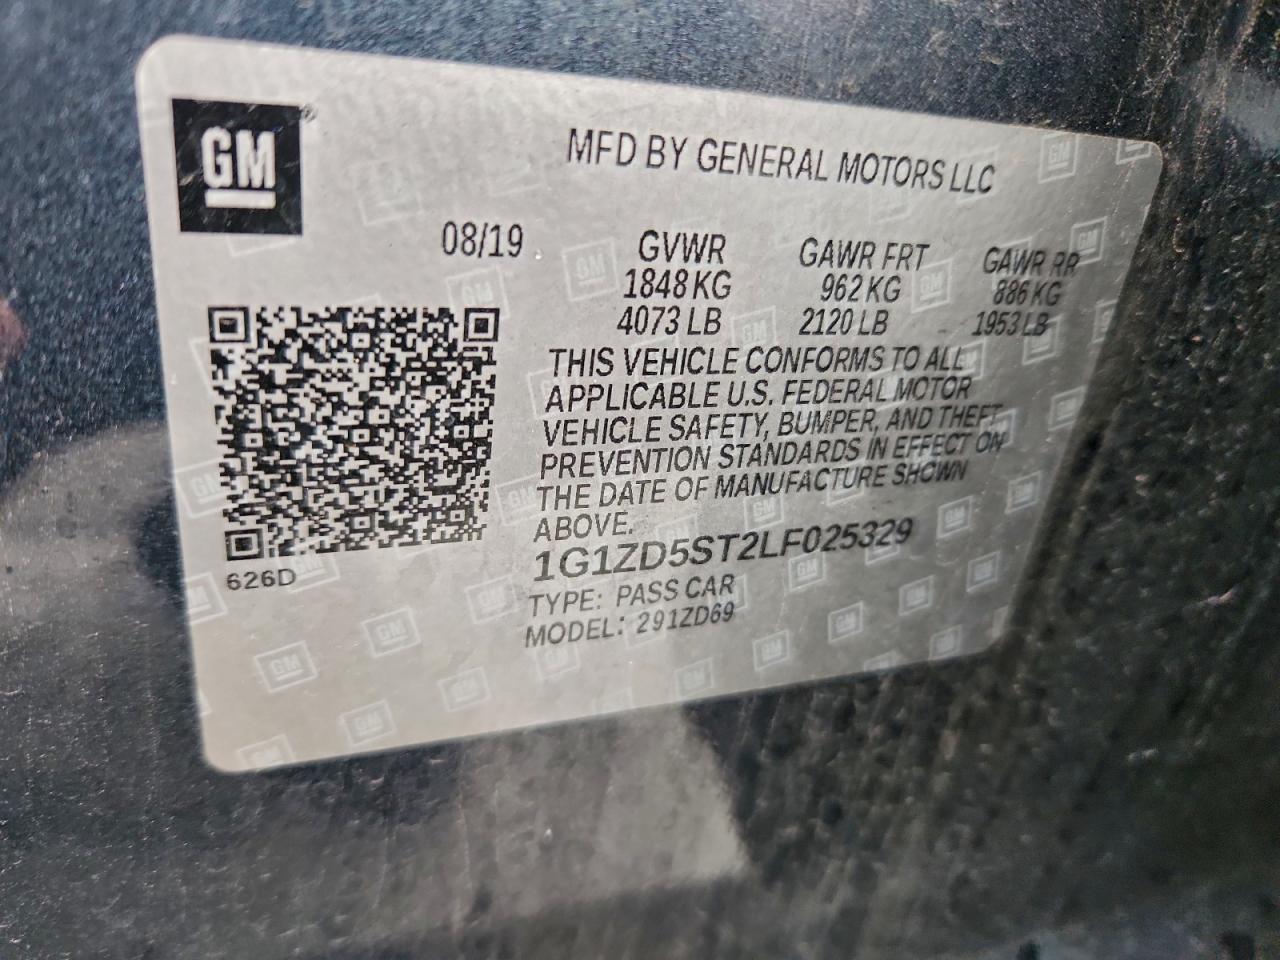 GM®
MFD BY GENERAL MOTORS LLC
08/19 GVWR GAWR FRT GAWR RR
1848 KG 962 KG 886 KG
4073 LB 2120 LB 1953 LB
THIS VEHICLE CONFORMS TO ALL
APPLICABLE U.S. FEDERAL MOTOR
VEHICLE SAFETY, BUMPER, AND THEFT
PREVENTION STANDARDS IN EFFECT ON
THE DATE OF MANUFACTURE SHOWN
ABOVE.
1G1ZD5ST2LF025329
626D
TYPE: PASS CAR
MODEL: 291ZD69